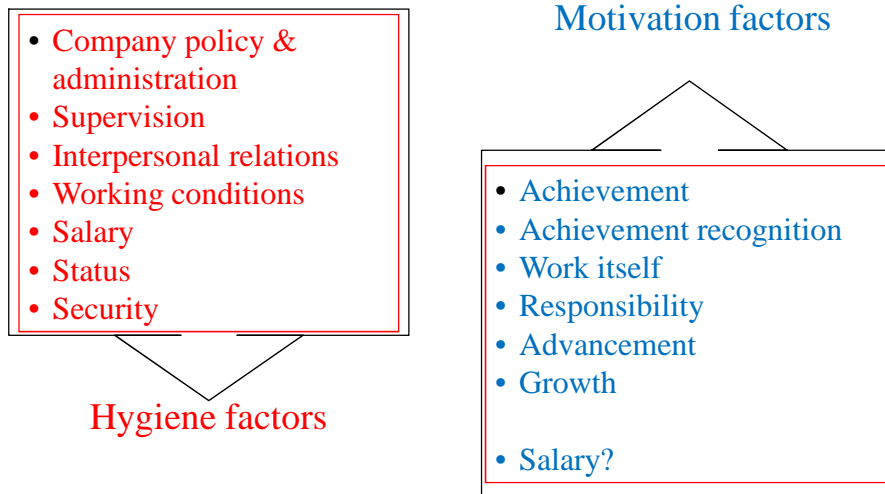 • Company policy &
administration
• Supervision
• Interpersonal relations
• Working conditions
• Salary
• Status
• Security
Hygiene factors
Motivation factors
• Achievement
• Achievement recognition
• Work itself
• Responsibility
• Advancement
• Growth
• Salary?